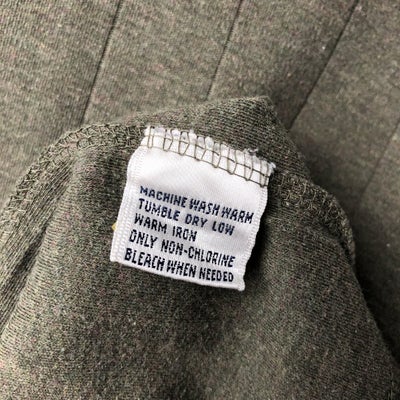 MACHINE WASH WARM
TUMBLE DRY LOW
WARM IRON
ONLY NON-CHLORINE
BLEACH WHEN NEEDED